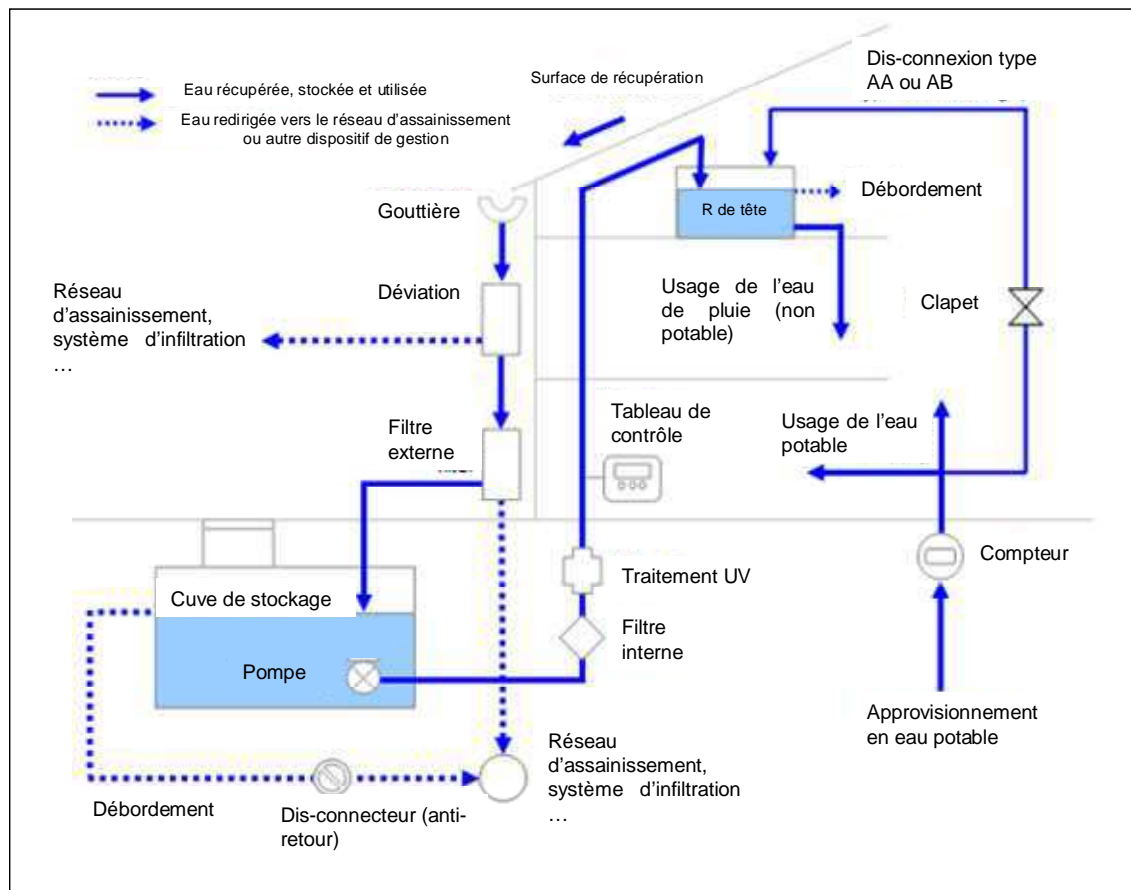 Dis-connexion type
AA ou AB
Surface de récupération
Eau récupérée, stockée et utilisée
Eau redirigée vers le réseau d'assainissement
ou autre dispositif de gestion
Gouttière
R de tête
Débordement
Déviation
Réseau
d'assainissement,
système d'infiltration
…
Usage de l'eau
de pluie (non
potable)
Clapet
Filtre
externe
Tableau de
contrôle
Usage de l'eau
potable
Compteur
Traitement UV
Cuve de stockage
Filtre
interne
Pompe
Approvisionnement
en eau potable
Réseau
d'assainissement,
système d'infiltration
…
Débordement
Dis-connecteur (anti-
retour)